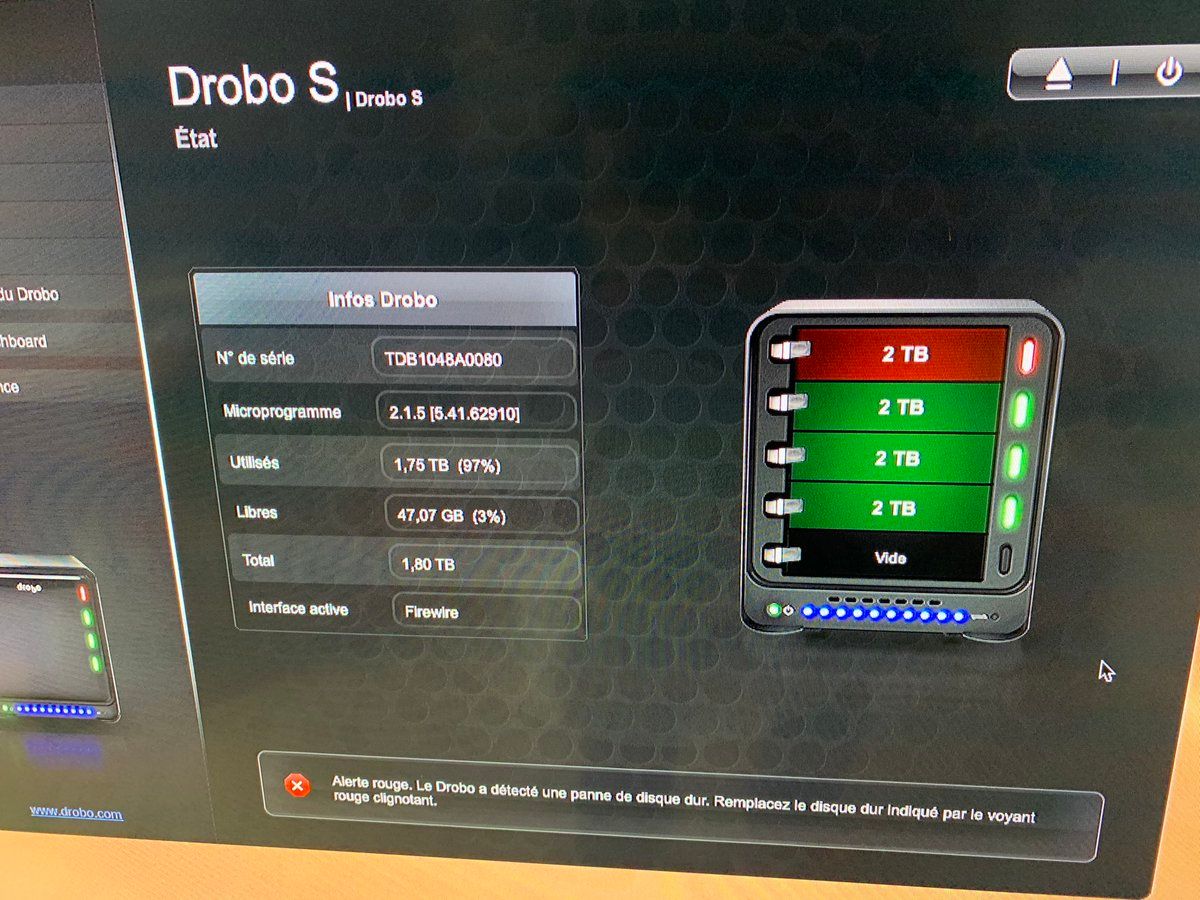 Drobo S | Drobo S
État
du Drobo
hboard
nce
Infos Drobo
N° de série TDB1048A0080
Microprogramme 2.1.5 [5.41.62910]
Utilisés 1,75 TB (97%)
Libres 47,07 GB (3%)
Total 1,80 TB
Interface active Firewire
2 TB
2 TB
2 TB
2 TB
Vide
drobo
www.drobo.com
Alerte rouge. Le Drobo a détecté une panne de disque dur. Remplacez le disque dur indiqué par le voyant
rouge clignotant.